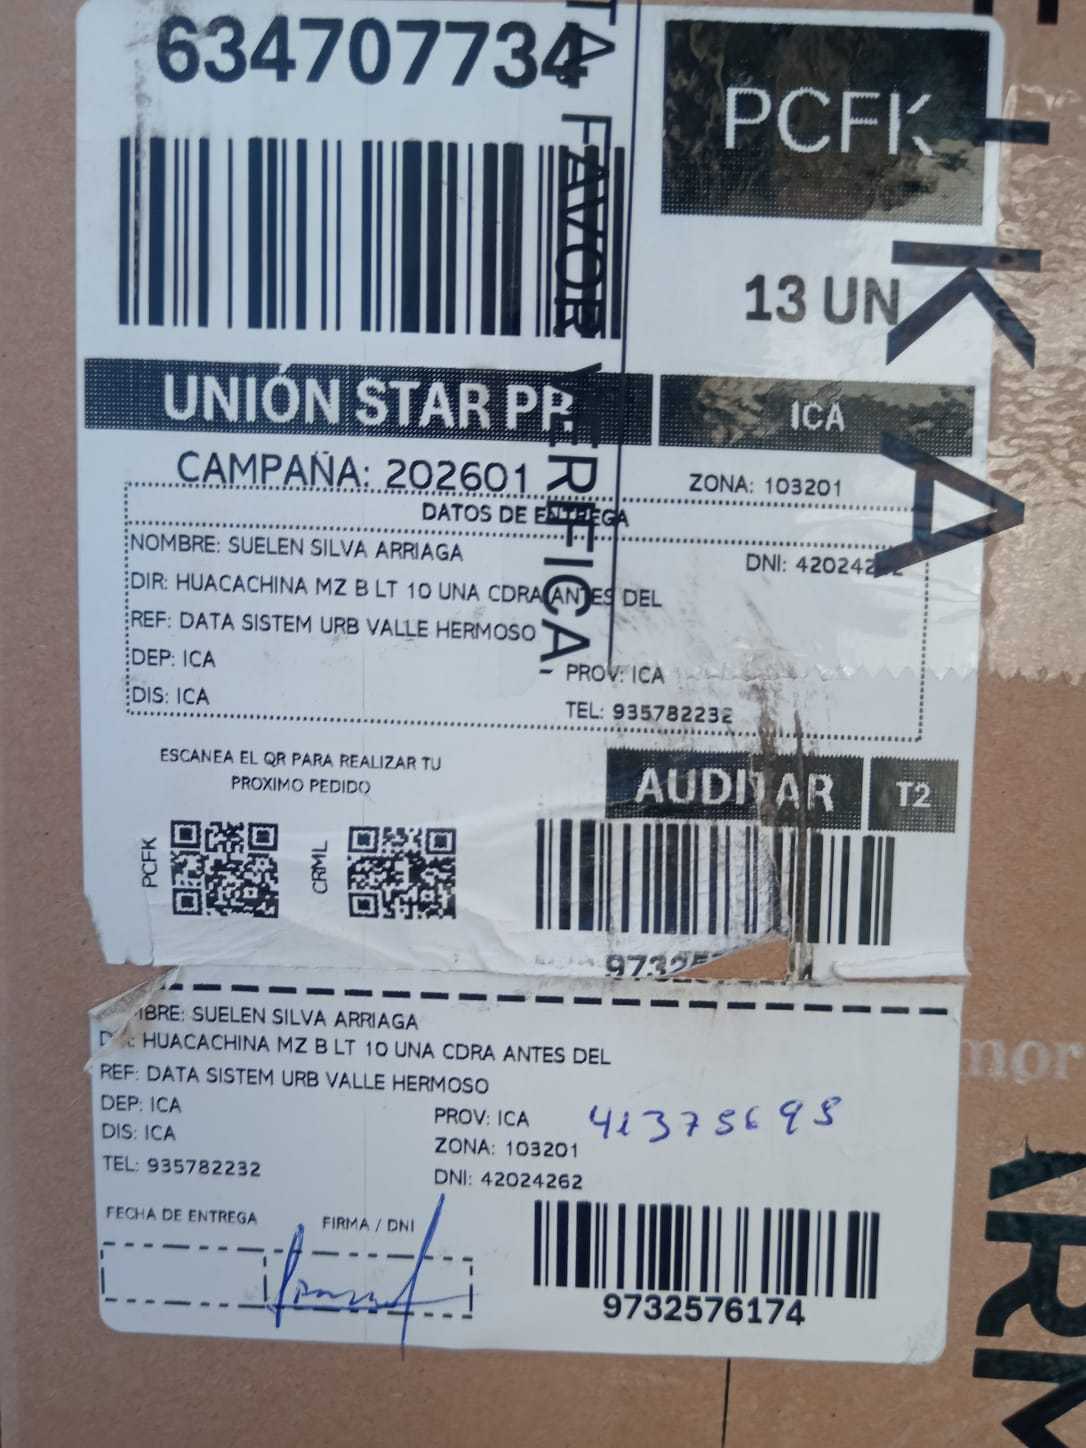 634707734
PCFK
13 UN
UNIÓN STAR PR.
ICA
CAMPAÑA: 202601
ZONA: 103201
DATOS DE ENTREGA
NOMBRE: SUELEN SILVA ARRIAGA
DNI: 42024262
DIR: HUACACHINA MZ B LT 10 UNA CDRA ANTES DEL
REF: DATA SISTEM URB VALLE HERMOSO
DEP: ICA
PROV: ICA
DIS: ICA
TEL: 935782232
FAVOR VERIFICA
ESCANEA EL QR PARA REALIZAR TU
PROXIMO PEDIDO
PCFK
CRML
AUDITAR
T2
SUELEN SILVA ARRIAGA
HUACACHINA MZ B LT 10 UNA CDRA ANTES DEL
REF: DATA SISTEM URB VALLE HERMOSO
DEP: ICA
PROV: ICA
41375695
DIS: ICA
ZONA: 103201
TEL: 935782232
DNI: 42024262
FECHA DE ENTREGA
FIRMA / DNI
9732576174